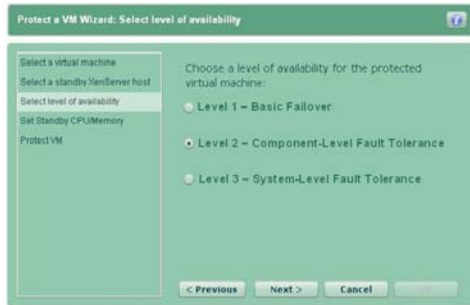 Protect a VM Wizard: Select level of availability
Select a virtual machine
Select a standby XenServer host
Select level of availability
Set Standby CPU/Memory
Protect VM
Choose a level of availability for the protected
virtual machine:
Level 1 – Basic Failover
Level 2 – Component-Level Fault Tolerance
Level 3 – System-Level Fault Tolerance
< Previous
Next >
Cancel